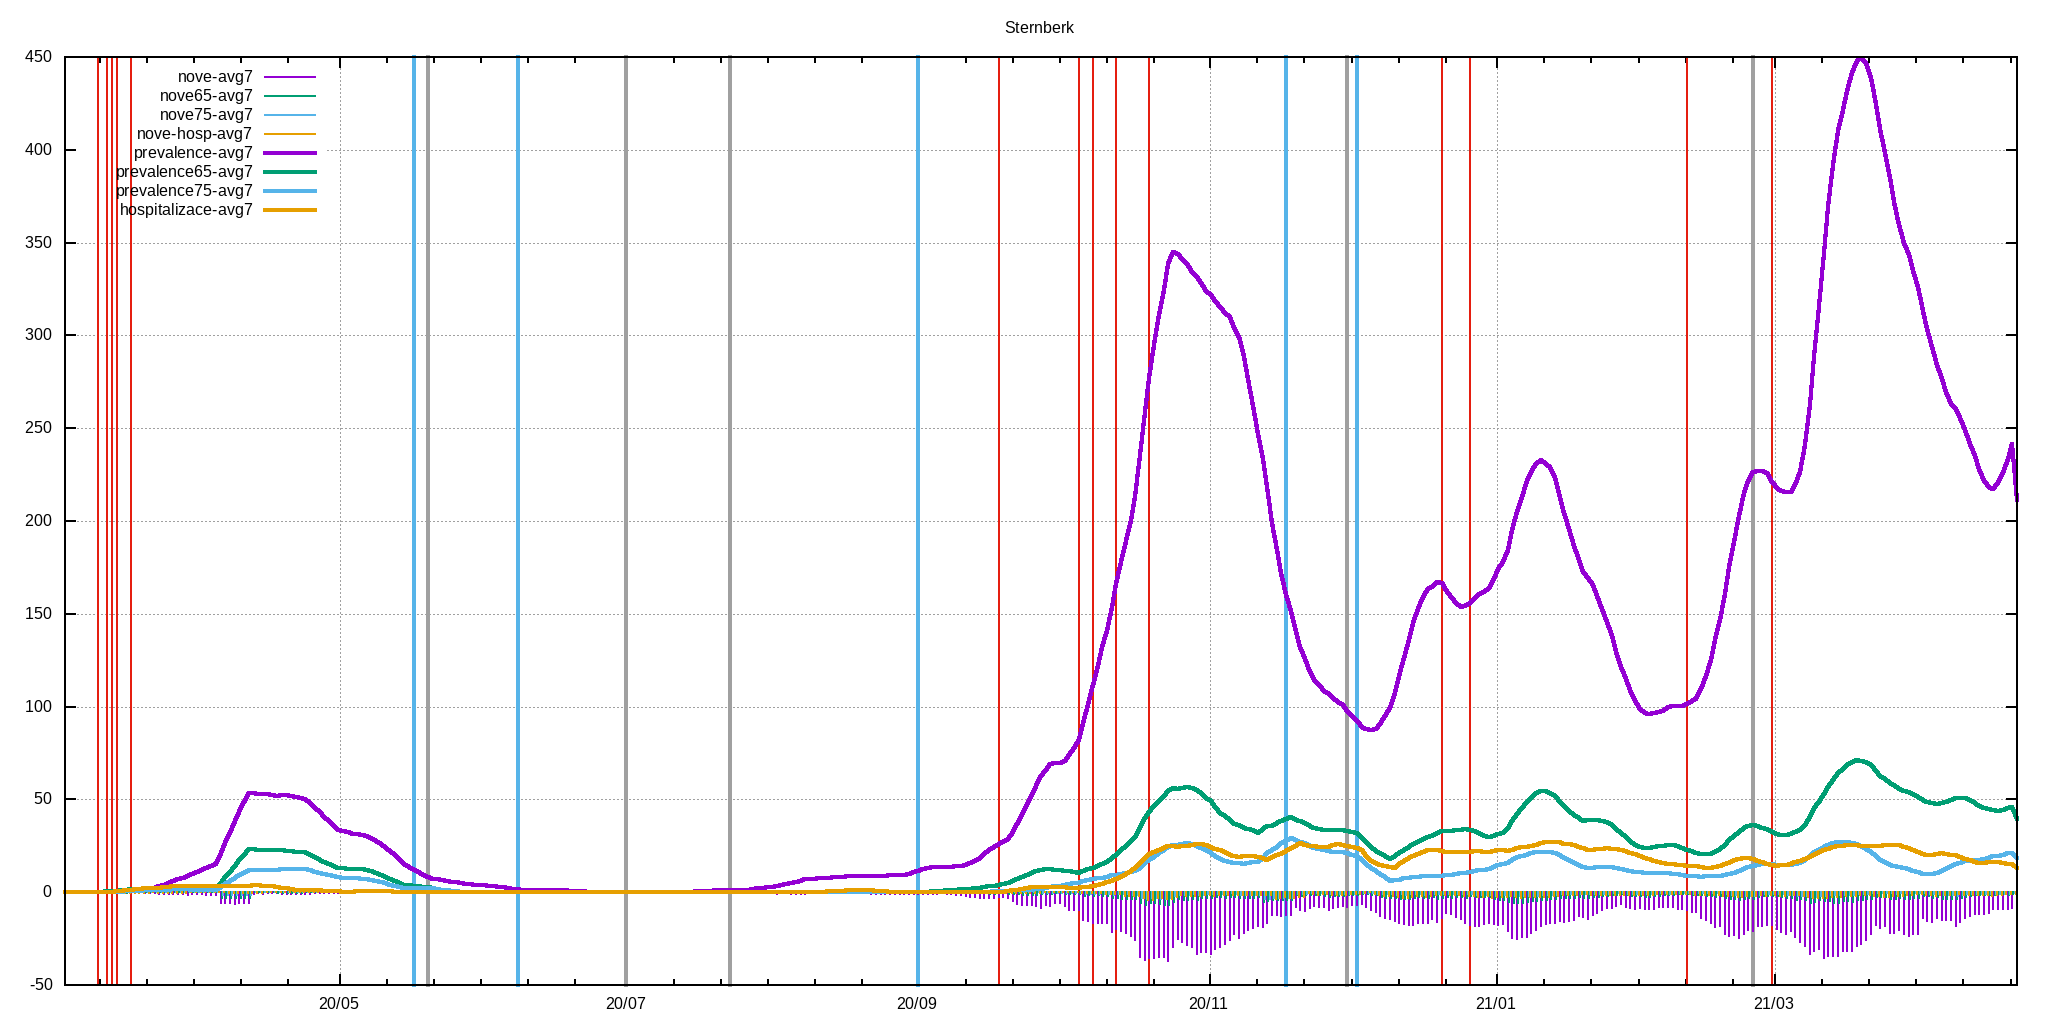 Sternberk
450
400
350
300
250
200
150
100
50
0
-50
nove-avg7
nove65-avg7
nove75-avg7
nove-hosp-avg7
prevalence-avg7
prevalence65-avg7
prevalence75-avg7
hospitalizace-avg7
20/05
20/07
20/09
20/11
21/01
21/03